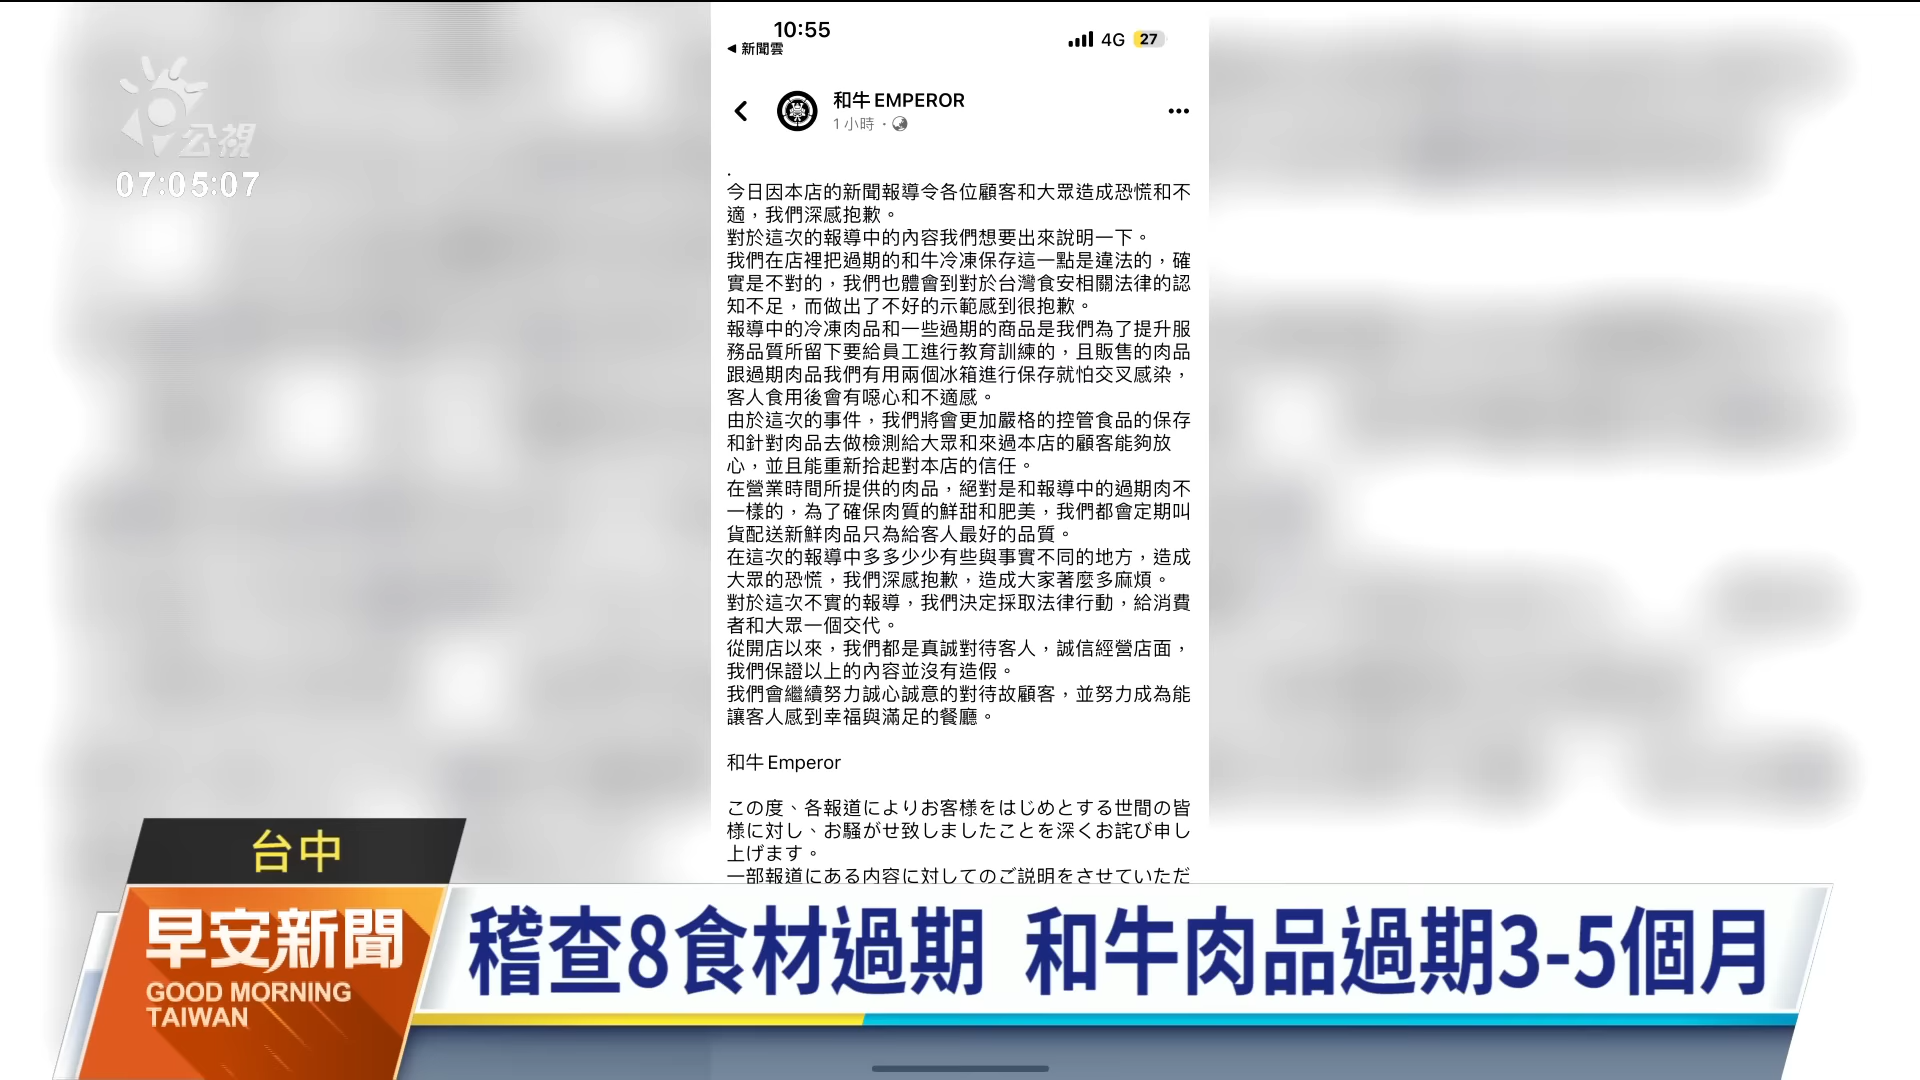 10:55
◀ 新聞雲
4G 27
和牛 EMPEROR
1 小時
公視
07:05:07
.
今日因本店的新聞報導令各位顧客和大眾造成恐慌和不
適，我們深感抱歉。
對於這次的報導中的內容我們想要出來說明一下。
我們在店裡把過期的和牛冷凍保存這一點是違法的，確
實是不對的，我們也體會到對於台灣食安相關法律的認
知不足，而做出了不好的示範感到很抱歉。
報導中的冷凍肉品和一些過期的商品是我們為了提升服
務品質所留下要給員工進行教育訓練的，且販售的肉品
跟過期肉品我們有用兩個冰箱進行保存就怕交叉感染，
客人食用後會有噁心和不適感。
由於這次的事件，我們將會更加嚴格的控管食品的保存
和針對肉品去做檢測給大眾和來過本店的顧客能夠放
心，並且能重新拾起對本店的信任。
在營業時間所提供的肉品，絕對是和報導中的過期肉不
一樣的，為了確保肉質的鮮甜和肥美，我們都會定期叫
貨配送新鮮肉品只為給客人最好的品質。
在這次的報導中多多少少有些與事實不同的地方，造成
大眾的恐慌，我們深感抱歉，造成大家著麼多麻煩。
對於這次不實的報導，我們決定採取法律行動，給消費
者和大眾一個交代。
從開店以來，我們都是真誠對待客人，誠信經營店面，
我們保證以上的內容並沒有造假。
我們會繼續努力誠心誠意的對待故顧客，並努力成為能
讓客人感到幸福與滿足的餐廳。
和牛 Emperor
この度、各報道によりお客様をはじめとする世間の皆
様に対し、お騒がせ致しましたことを深くお詫び申し
上げます。
一部報道にある内容に対してのご説明をさせていただ
台中
早安新聞
GOOD MORNING
TAIWAN
稽查8食材過期 和牛肉品過期3-5個月